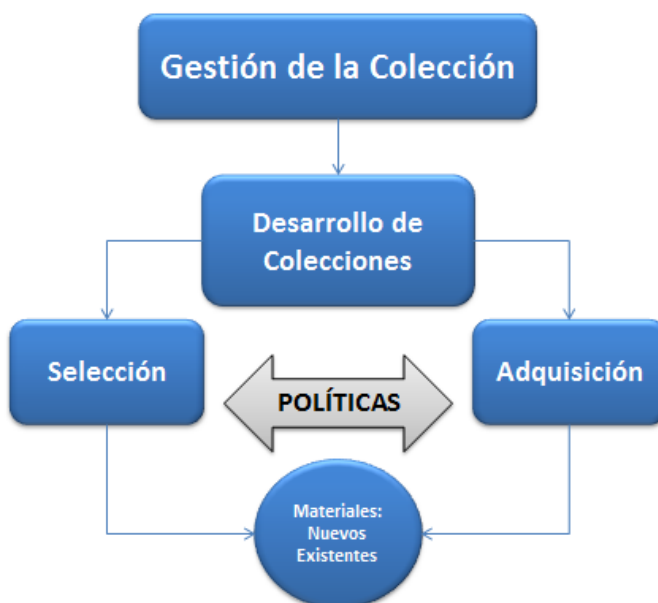 Gestión de la Colección
Desarrollo de
Colecciones
Selección
POLÍTICAS
Adquisición
Materiales:
Nuevos
Existentes